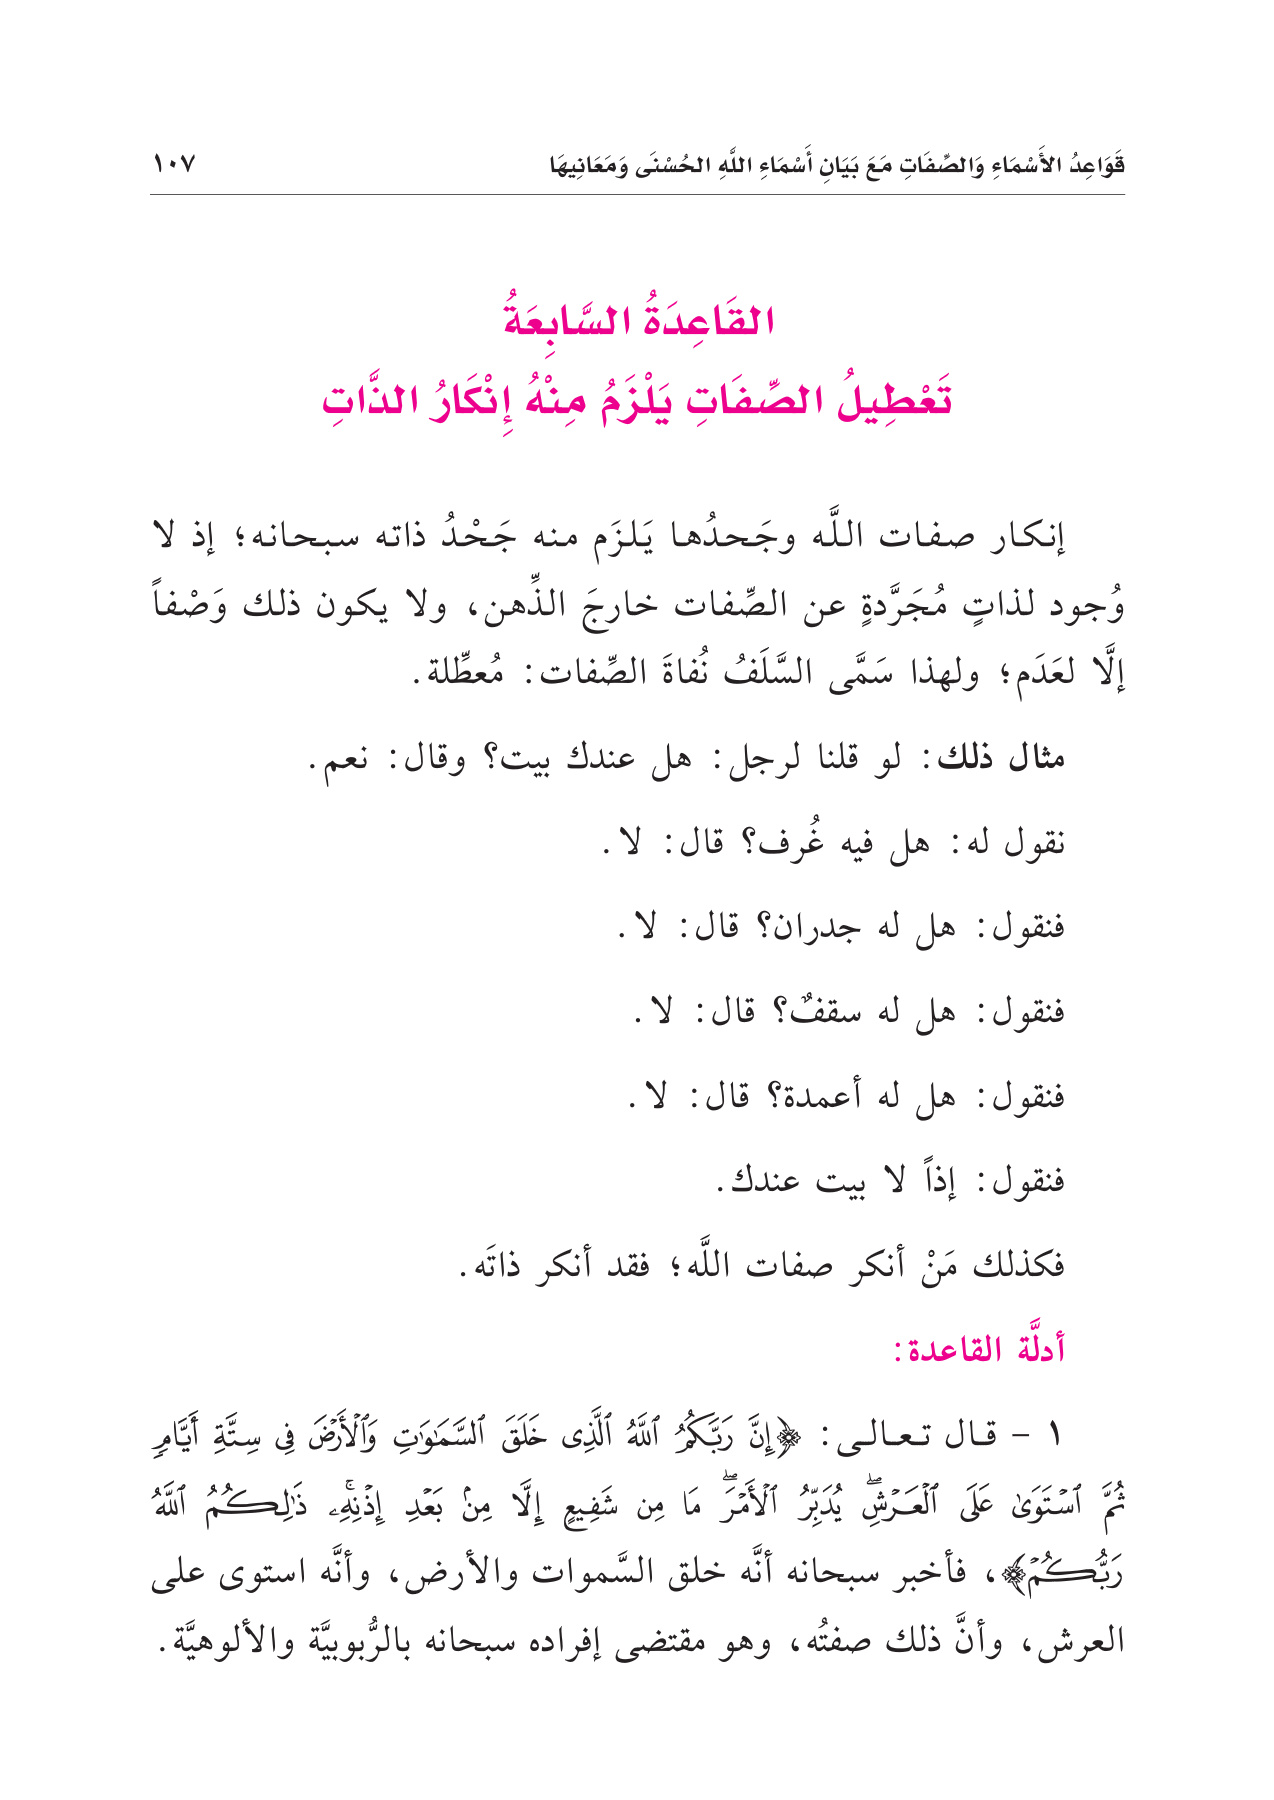 قَوَاعِدُ الأَسْمَاءِ وَالصِّفَاتِ مَعَ بَيَانِ أَسْمَاءِ اللَّهِ الحُسْنَى وَمَعَانِيهَا ١٠٧
القَاعِدَةُ السَّابِعَةُ
تَعْطِيلُ الصِّفَاتِ يَلْزَمُ مِنْهُ إِنْكَارُ الذَّاتِ
إنكار صفات اللَّه وجَحدُها يَلزَم منه جَحْدُ ذاته سبحانه؛ إذ لا
وُجود لذاتٍ مُجَرَّدةٍ عن الصِّفات خارجَ الذِّهن، ولا يكون ذلك وَصْفاً
إلَّا لعَدَم؛ ولهذا سَمَّى السَّلَفُ نُفاةَ الصِّفات: مُعطِّلة.
مثال ذلك: لو قلنا لرجل: هل عندك بيت؟ وقال: نعم.
نقول له: هل فيه غُرف؟ قال: لا.
فنقول: هل له جدران؟ قال: لا.
فنقول: هل له سقفٌ؟ قال: لا.
فنقول: هل له أعمدة؟ قال: لا.
فنقول: إذاً لا بيت عندك.
فكذلك مَنْ أنكر صفات اللَّه؛ فقد أنكر ذاتَه.
أدلَّة القاعدة:
١ - قال تعالى: ﴿إِنَّ رَبَّكُمُ ٱللَّهُ ٱلَّذِى خَلَقَ ٱلسَّمَٰوَٰتِ وَٱلْأَرْضَ فِى سِتَّةِ أَيَّامٍ
ثُمَّ ٱسْتَوَىٰ عَلَى ٱلْعَرْشِۖ يُدَبِّرُ ٱلْأَمْرَۖ مَا مِن شَفِيعٍ إِلَّا مِنۢ بَعْدِ إِذْنِهِۦۚ ذَٰلِكُمُ ٱللَّهُ
رَبُّكُمْ﴾، فأخبر سبحانه أنَّه خلق السَّموات والأرض، وأنَّه استوى على
العرش، وأنَّ ذلك صفتُه، وهو مقتضى إفراده سبحانه بالرُّبوبيَّة والألوهيَّة.